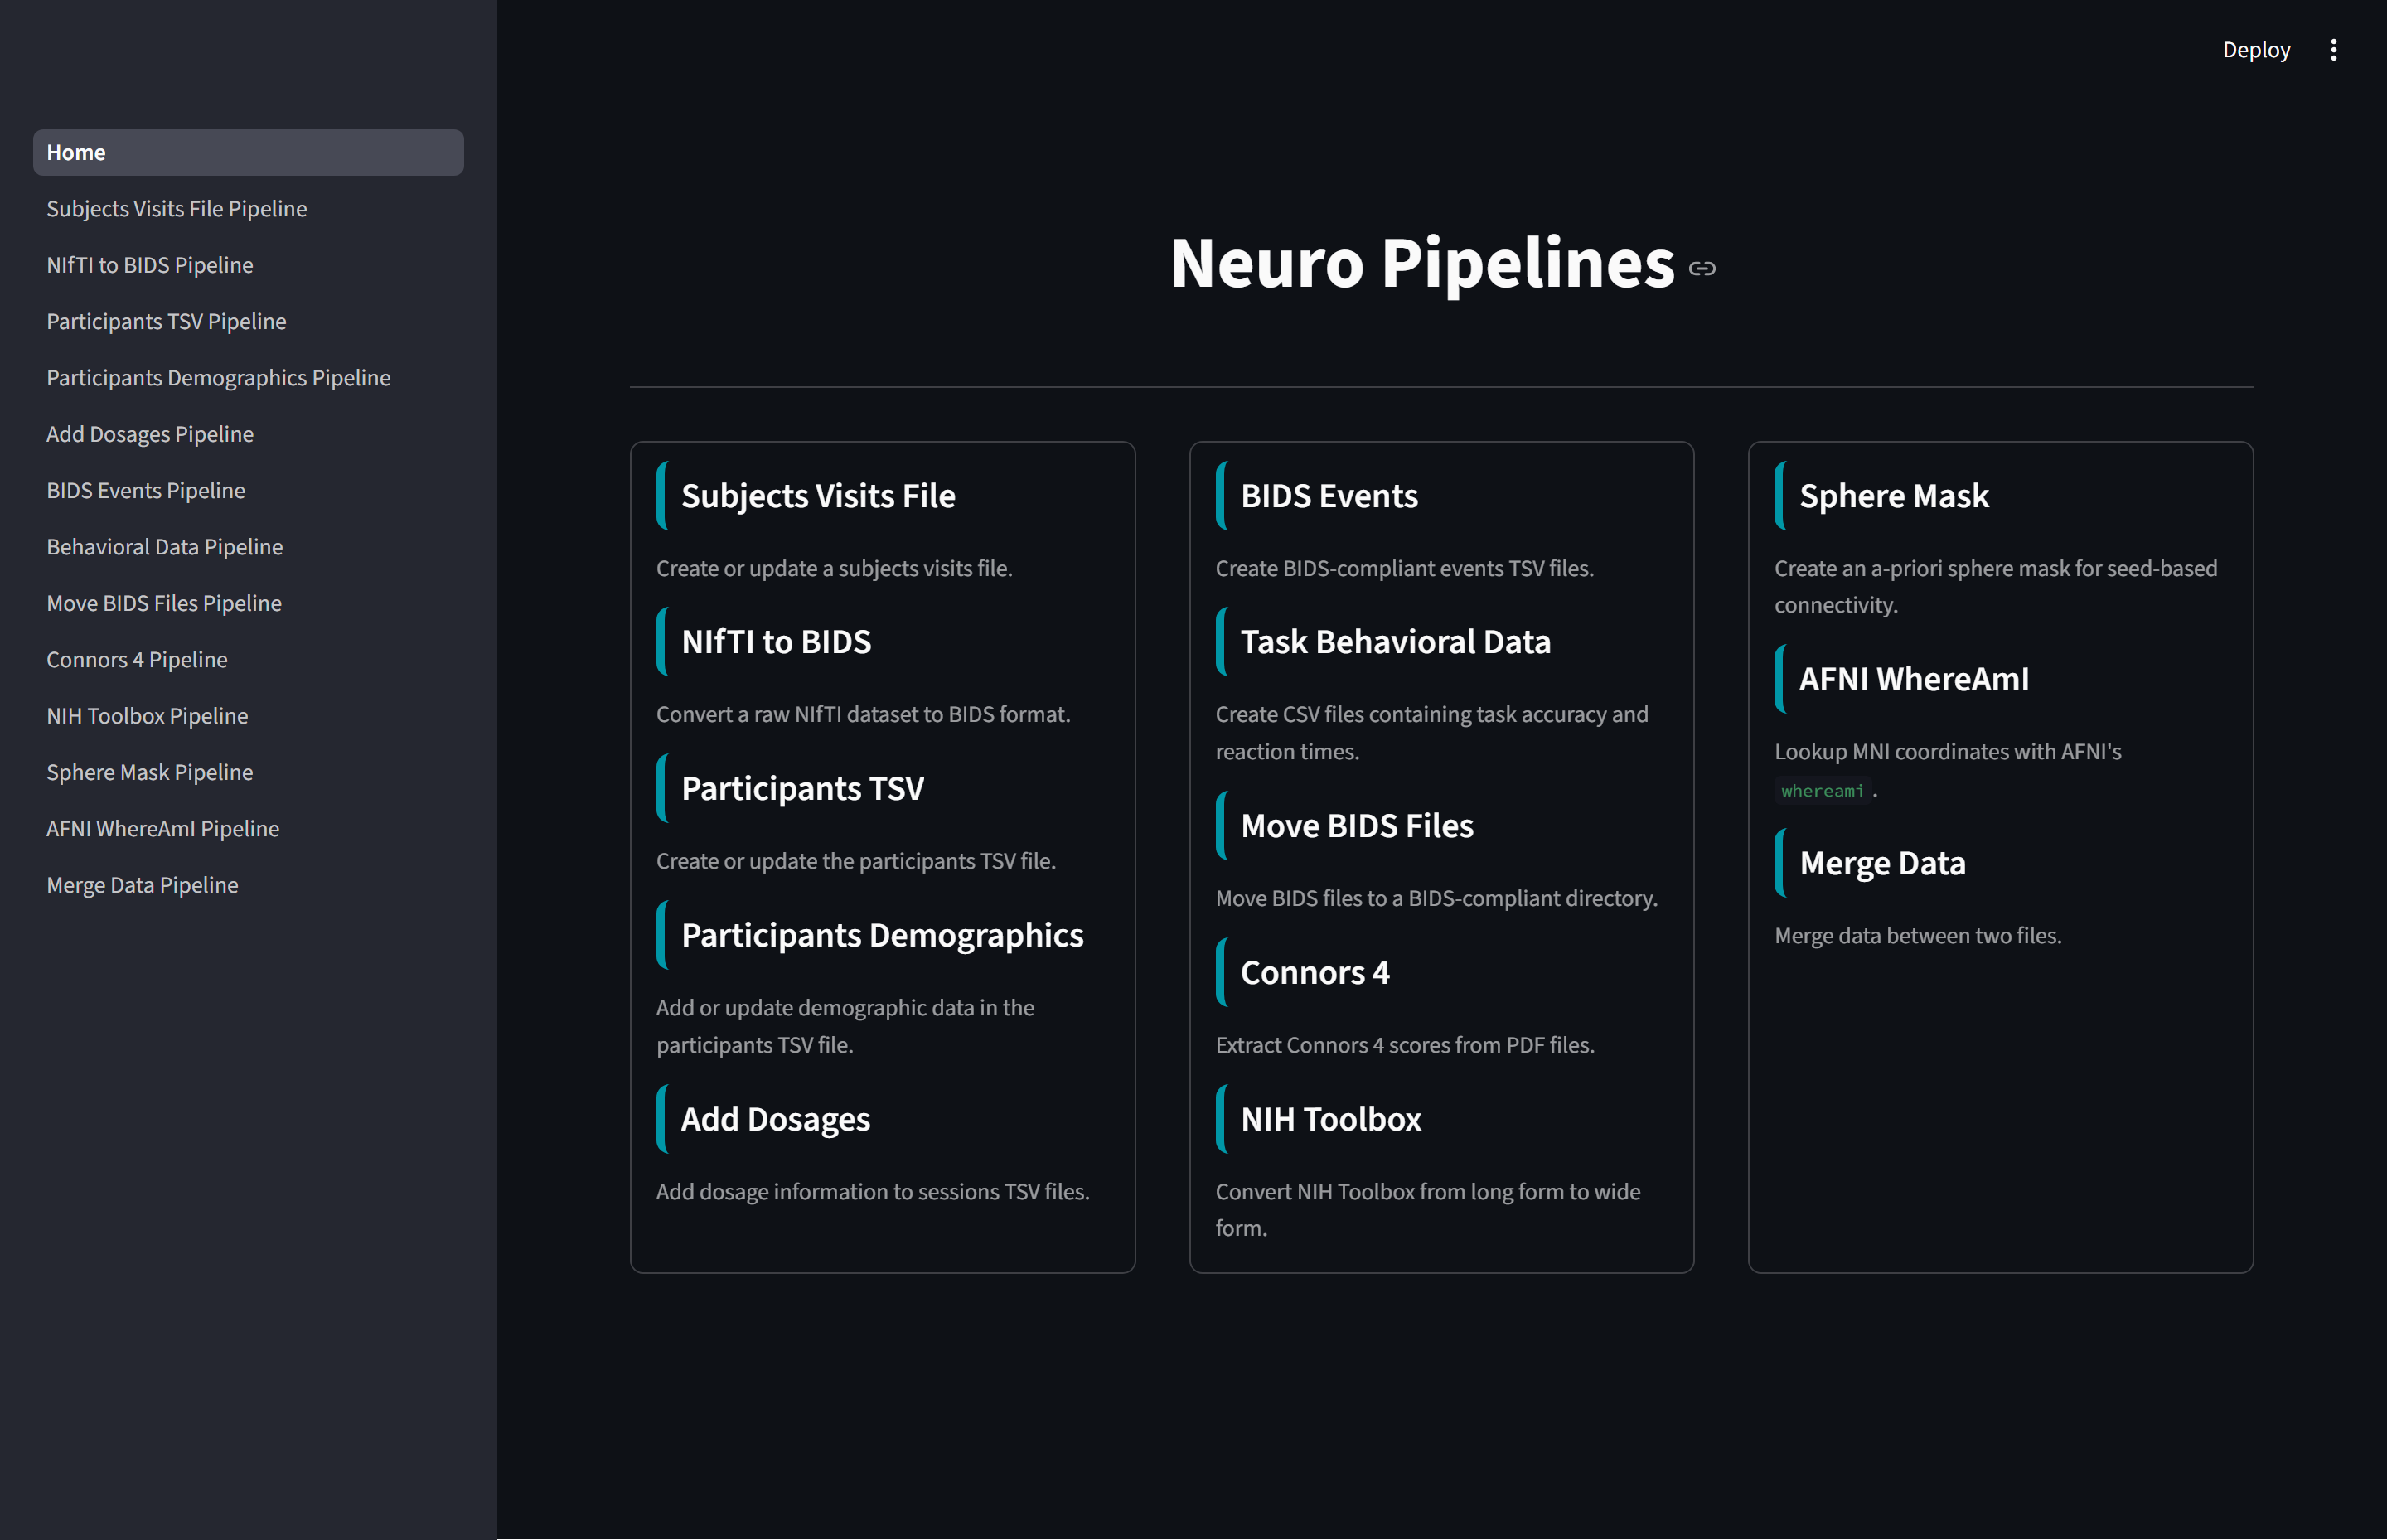 Deploy
Home
Subjects Visits File Pipeline
NIfTI to BIDS Pipeline
Participants TSV Pipeline
Participants Demographics Pipeline
Add Dosages Pipeline
BIDS Events Pipeline
Behavioral Data Pipeline
Move BIDS Files Pipeline
Connors 4 Pipeline
NIH Toolbox Pipeline
Sphere Mask Pipeline
AFNI WhereAmI Pipeline
Merge Data Pipeline
Neuro Pipelines
Subjects Visits File
Create or update a subjects visits file.
NIfTI to BIDS
Convert a raw NIfTI dataset to BIDS format.
Participants TSV
Create or update the participants TSV file.
Participants Demographics
Add or update demographic data in the
participants TSV file.
Add Dosages
Add dosage information to sessions TSV files.
BIDS Events
Create BIDS-compliant events TSV files.
Task Behavioral Data
Create CSV files containing task accuracy and
reaction times.
Move BIDS Files
Move BIDS files to a BIDS-compliant directory.
Connors 4
Extract Connors 4 scores from PDF files.
NIH Toolbox
Convert NIH Toolbox from long form to wide
form.
Sphere Mask
Create an a-priori sphere mask for seed-based
connectivity.
AFNI WhereAmI
Lookup MNI coordinates with AFNI's
whereami.
Merge Data
Merge data between two files.